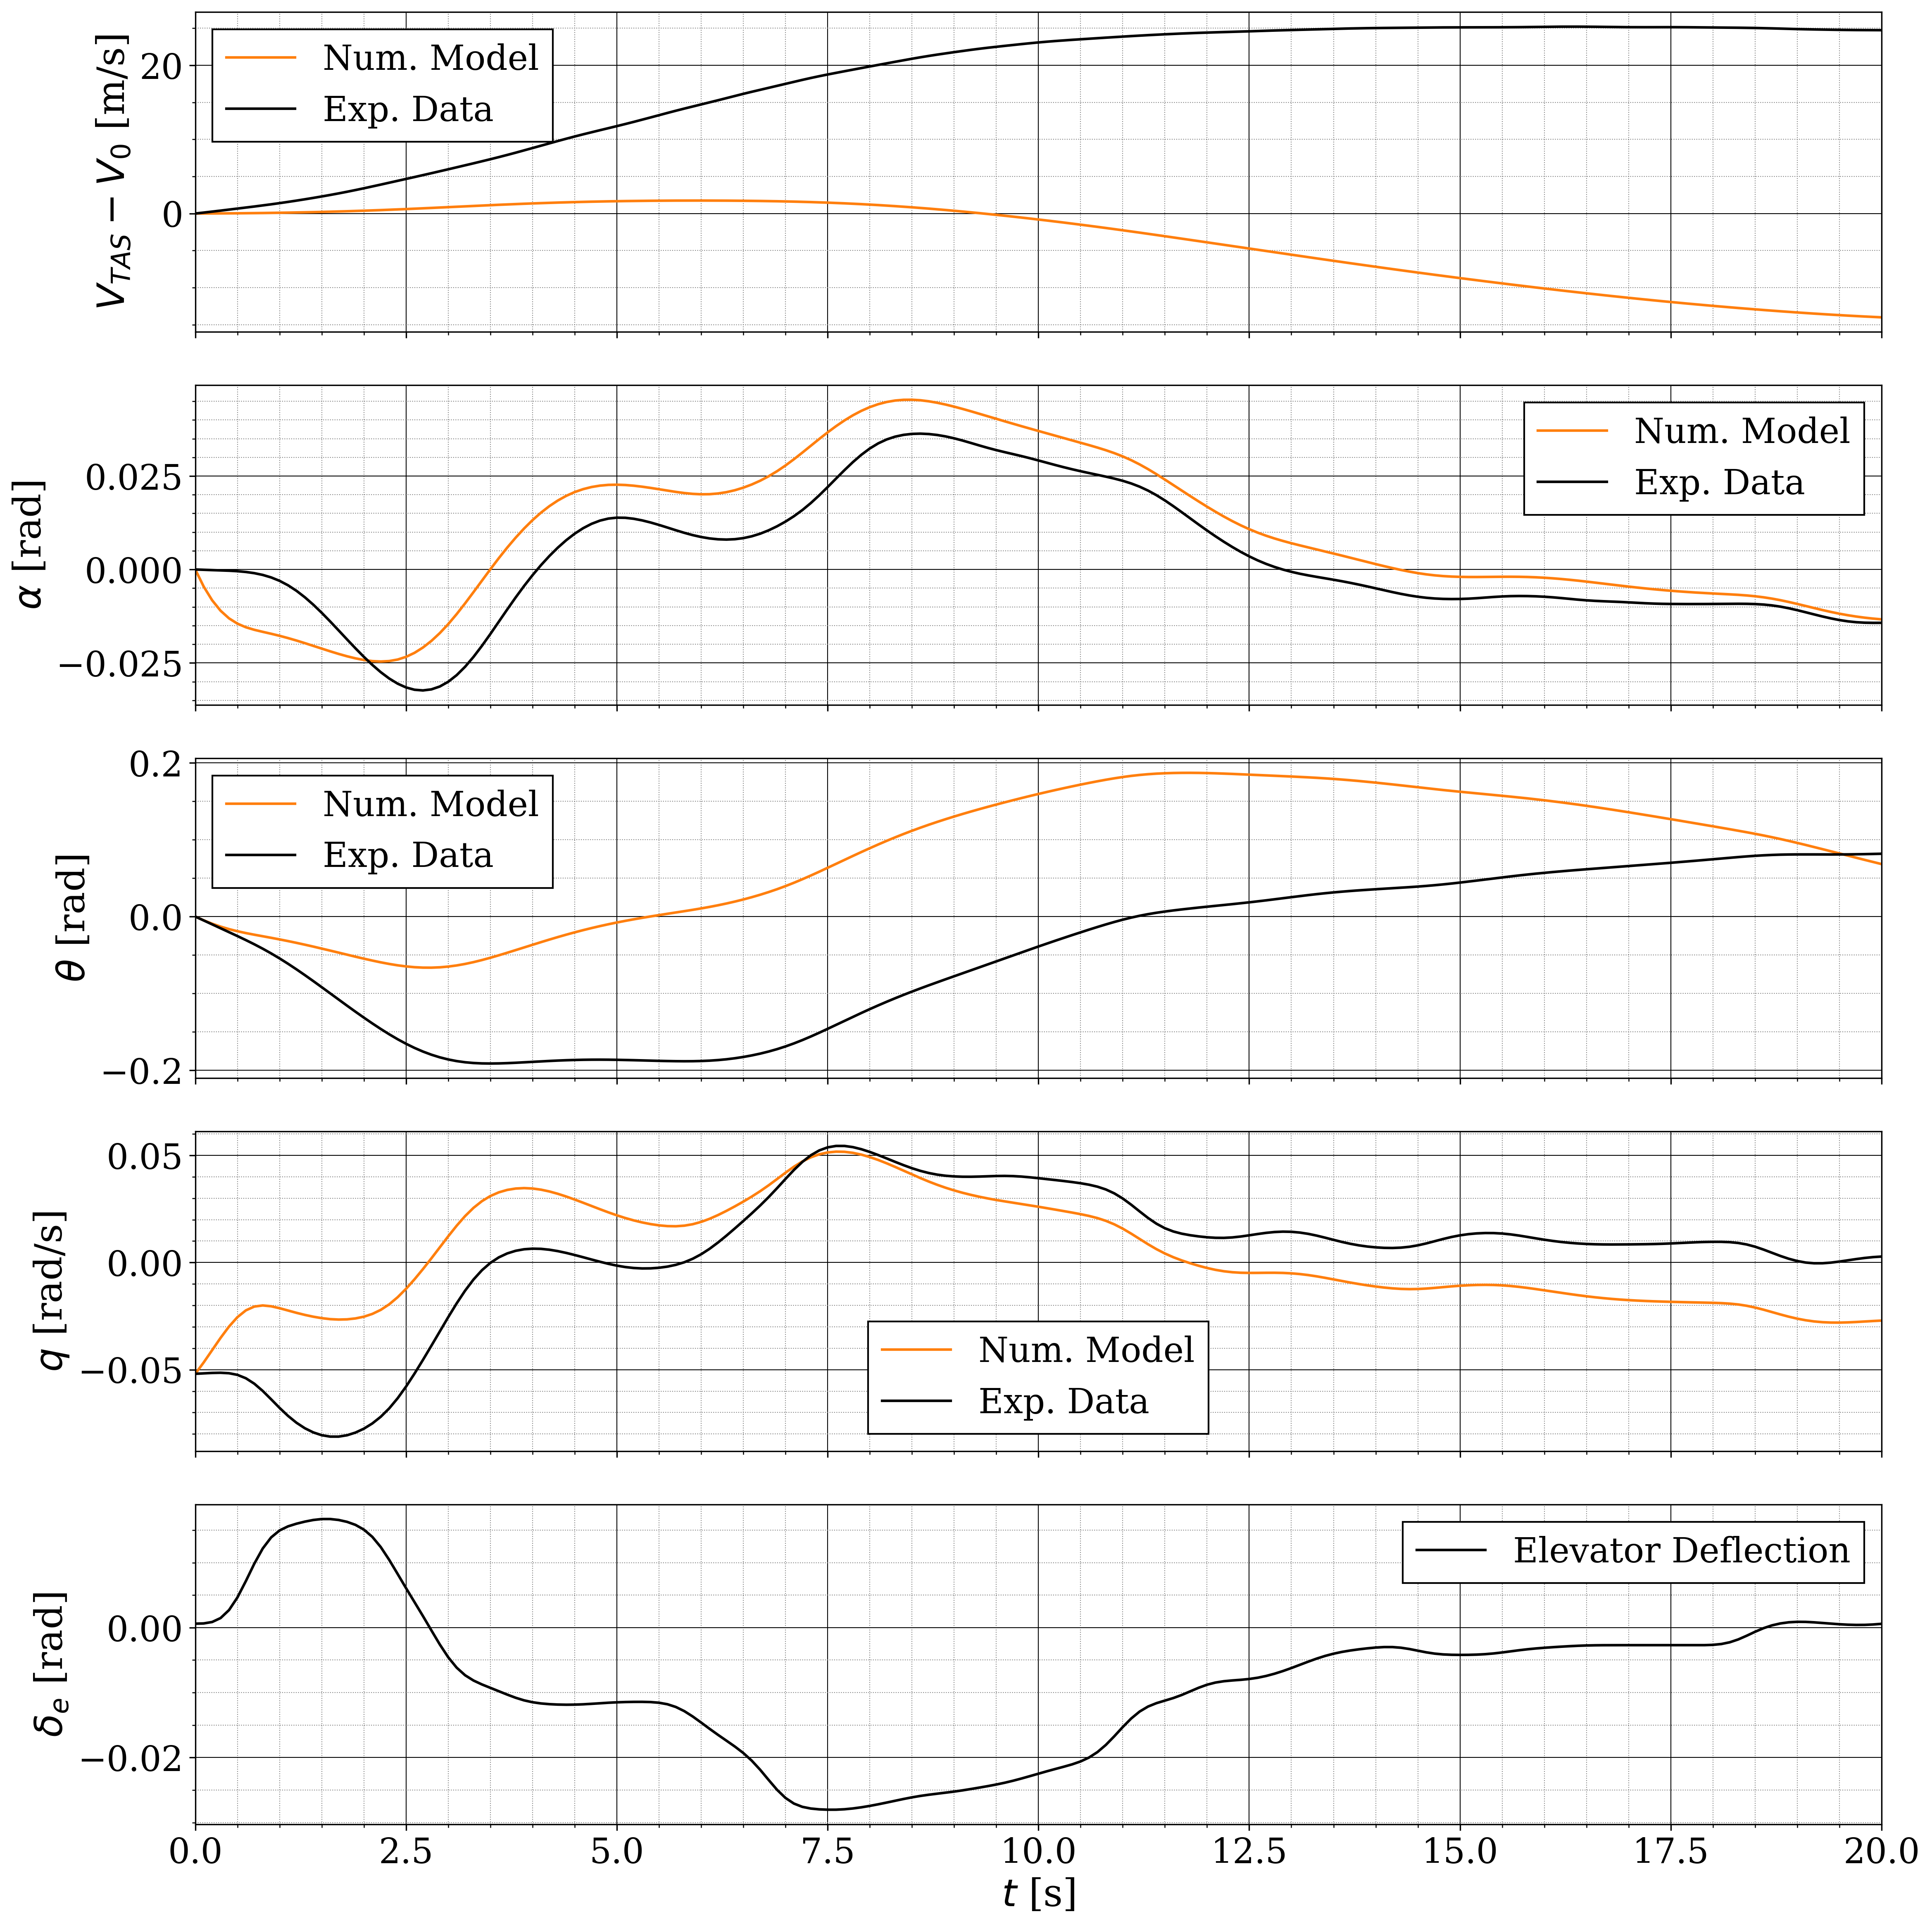 V_{TAS} − V_0 [m/s]
20
0
Num. Model
Exp. Data
α [rad]
0.025
0.000
−0.025
Num. Model
Exp. Data
θ [rad]
0.2
0.0
−0.2
Num. Model
Exp. Data
q [rad/s]
0.05
0.00
−0.05
Num. Model
Exp. Data
δ_e [rad]
0.00
−0.02
Elevator Deflection
0.0 2.5 5.0 7.5 10.0 12.5 15.0 17.5 20.0
t [s]